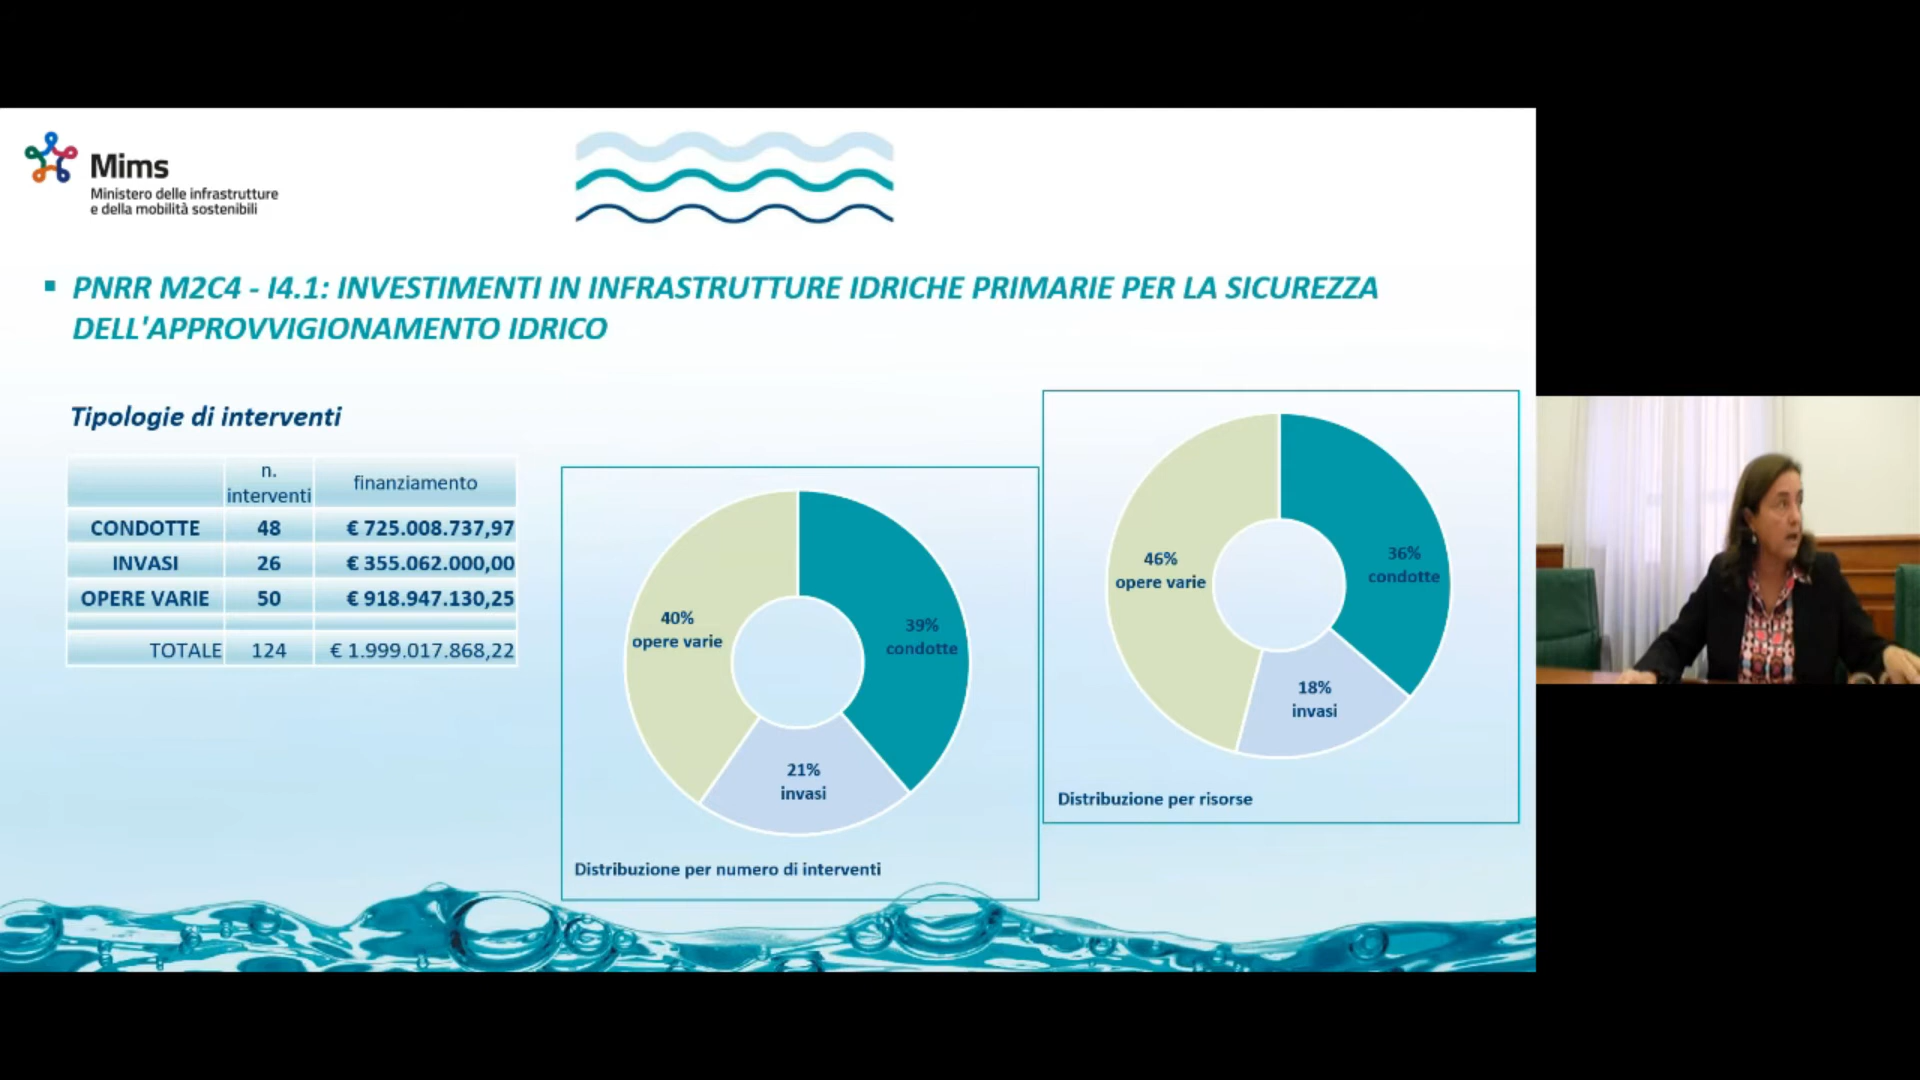 Mims
Ministero delle infrastrutture
e della mobilità sostenibili
PNRR M2C4 - I4.1: INVESTIMENTI IN INFRASTRUTTURE IDRICHE PRIMARIE PER LA SICUREZZA
DELL'APPROVVIGIONAMENTO IDRICO
Tipologie di interventi
n.
interventi
finanziamento
CONDOTTE 48 € 725.008.737,97
INVASI 26 € 355.062.000,00
OPERE VARIE 50 € 918.947.130,25
TOTALE 124 € 1.999.017.868,22
40%
opere varie
39%
condotte
21%
invasi
Distribuzione per numero di interventi
46%
opere varie
36%
condotte
18%
invasi
Distribuzione per risorse